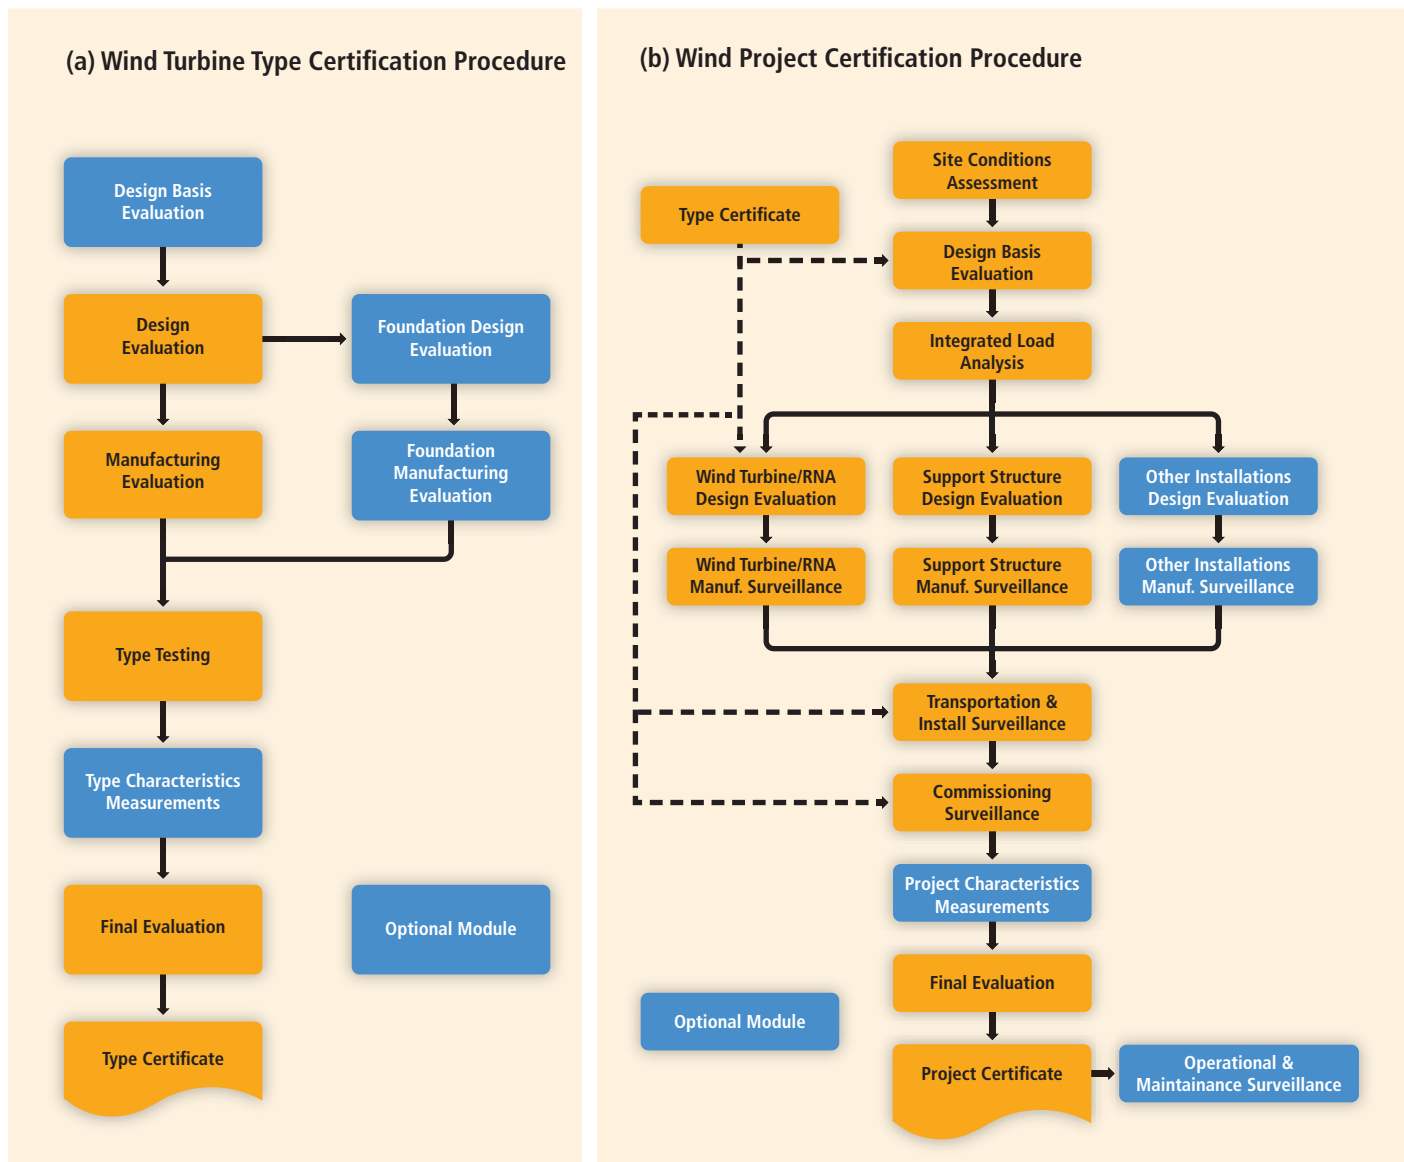 (a) Wind Turbine Type Certification Procedure
Design Basis
Evaluation
Design
Evaluation
Foundation Design
Evaluation
Manufacturing
Evaluation
Foundation
Manufacturing
Evaluation
Type Testing
Type Characteristics
Measurements
Final Evaluation
Optional Module
Type Certificate
(b) Wind Project Certification Procedure
Site Conditions
Assessment
Type Certificate
Design Basis
Evaluation
Integrated Load
Analysis
Wind Turbine/RNA
Design Evaluation
Support Structure
Design Evaluation
Other Installations
Design Evaluation
Wind Turbine/RNA
Manuf. Surveillance
Support Structure
Manuf. Surveillance
Other Installations
Manuf. Surveillance
Transportation &
Install Surveillance
Commissioning
Surveillance
Project Characteristics
Measurements
Final Evaluation
Optional Module
Project Certificate
Operational &
Maintainance Surveillance